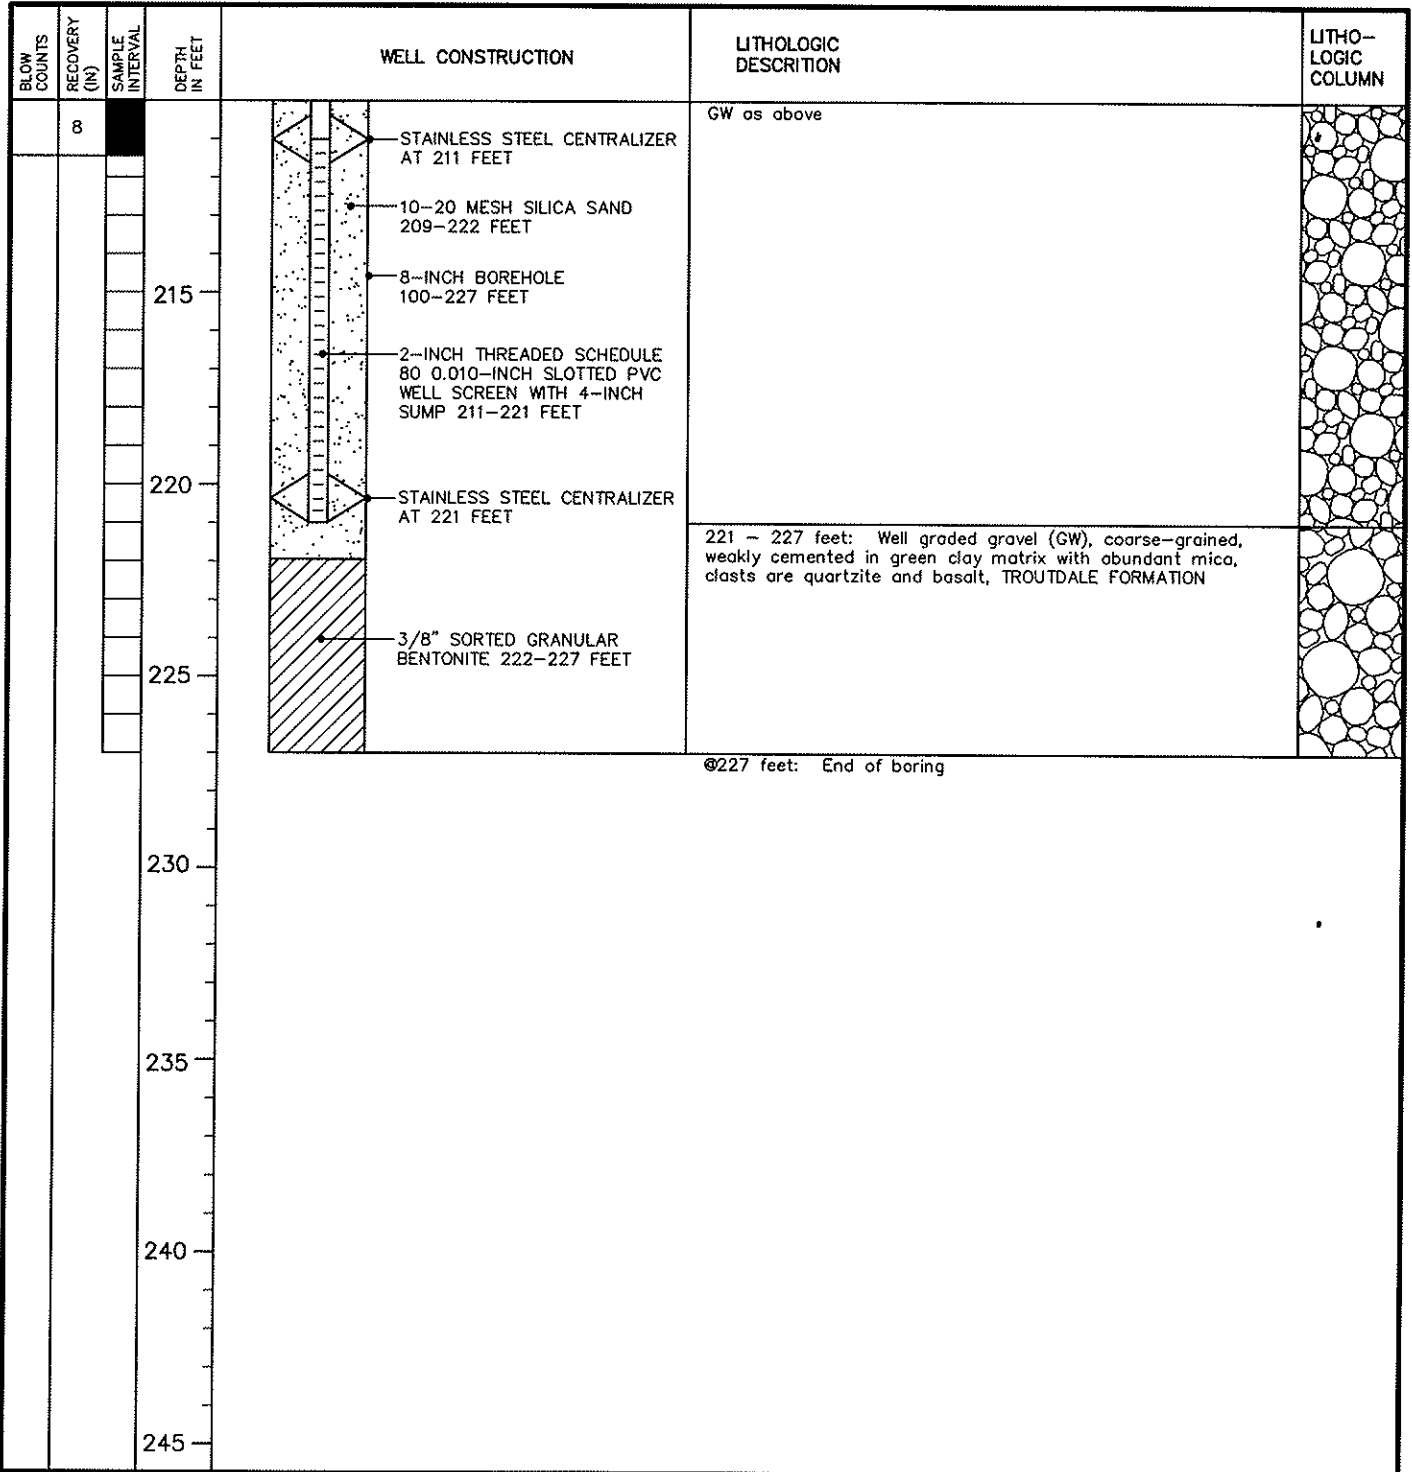 BLOW
COUNTS
RECOVERY
(IN)
SAMPLE
INTERVAL
DEPTH
IN FEET
WELL CONSTRUCTION
LITHOLOGIC
DESCRITION
LITHO-
LOGIC
COLUMN
8
GW as above
STAINLESS STEEL CENTRALIZER
AT 211 FEET
10-20 MESH SILICA SAND
209-222 FEET
8-INCH BOREHOLE
100-227 FEET
215
2-INCH THREADED SCHEDULE
80 0.010-INCH SLOTTED PVC
WELL SCREEN WITH 4-INCH
SUMP 211-221 FEET
220
STAINLESS STEEL CENTRALIZER
AT 221 FEET
221 - 227 feet: Well graded gravel (GW), coarse-grained,
weakly cemented in green clay matrix with abundant mica,
clasts are quartzite and basalt, TROUTDALE FORMATION
3/8" SORTED GRANULAR
BENTONITE 222-227 FEET
225
@227 feet: End of boring
230
235
240
245